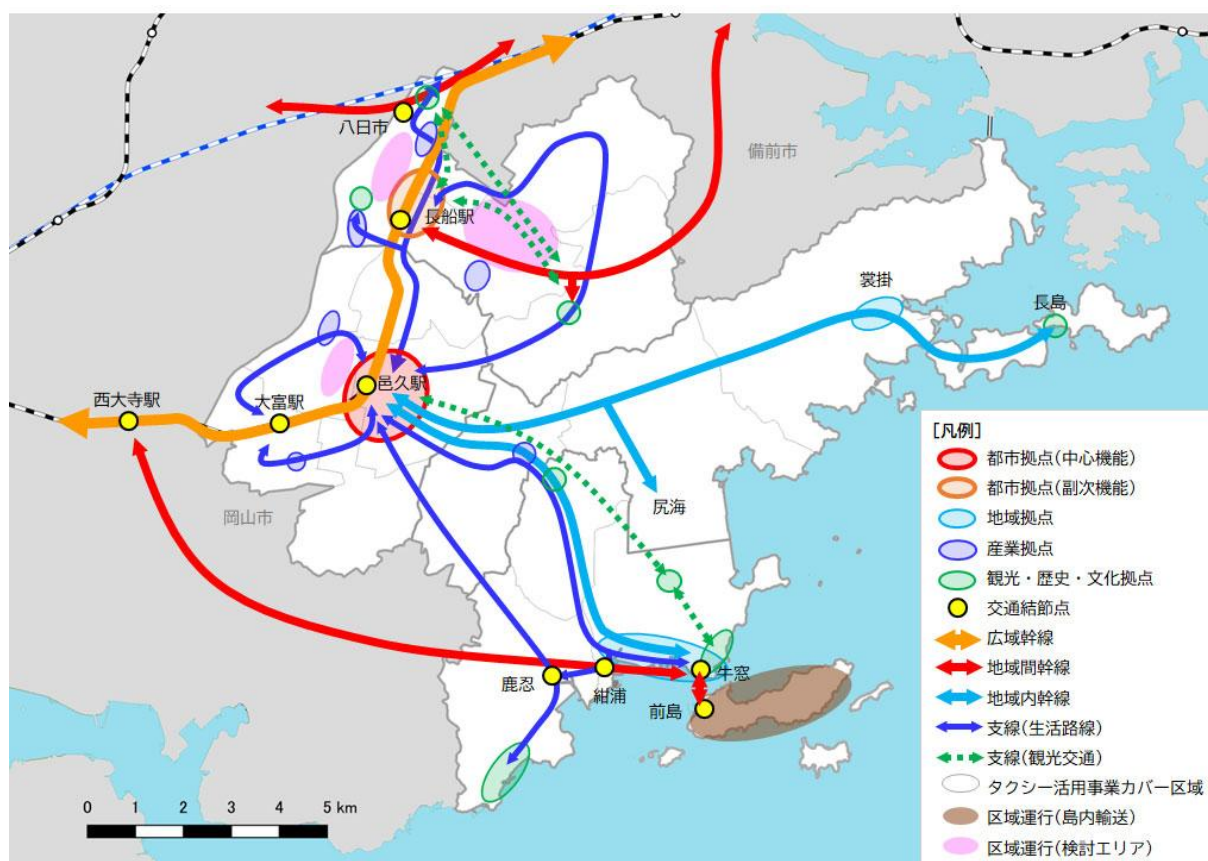 八日市
備前市
長船駅
裳掛
長島
邑久駅
西大寺駅
大富駅
岡山市
尻海
鹿忍
紺浦
牛窓
前島
0 1 2 3 4 5 km
[凡例]
都市拠点(中心機能)
都市拠点(副次機能)
地域拠点
産業拠点
観光・歴史・文化拠点
交通結節点
広域幹線
地域間幹線
地域内幹線
支線(生活路線)
支線(観光交通)
タクシー活用事業カバー区域
区域運行(島内輸送)
区域運行(検討エリア)